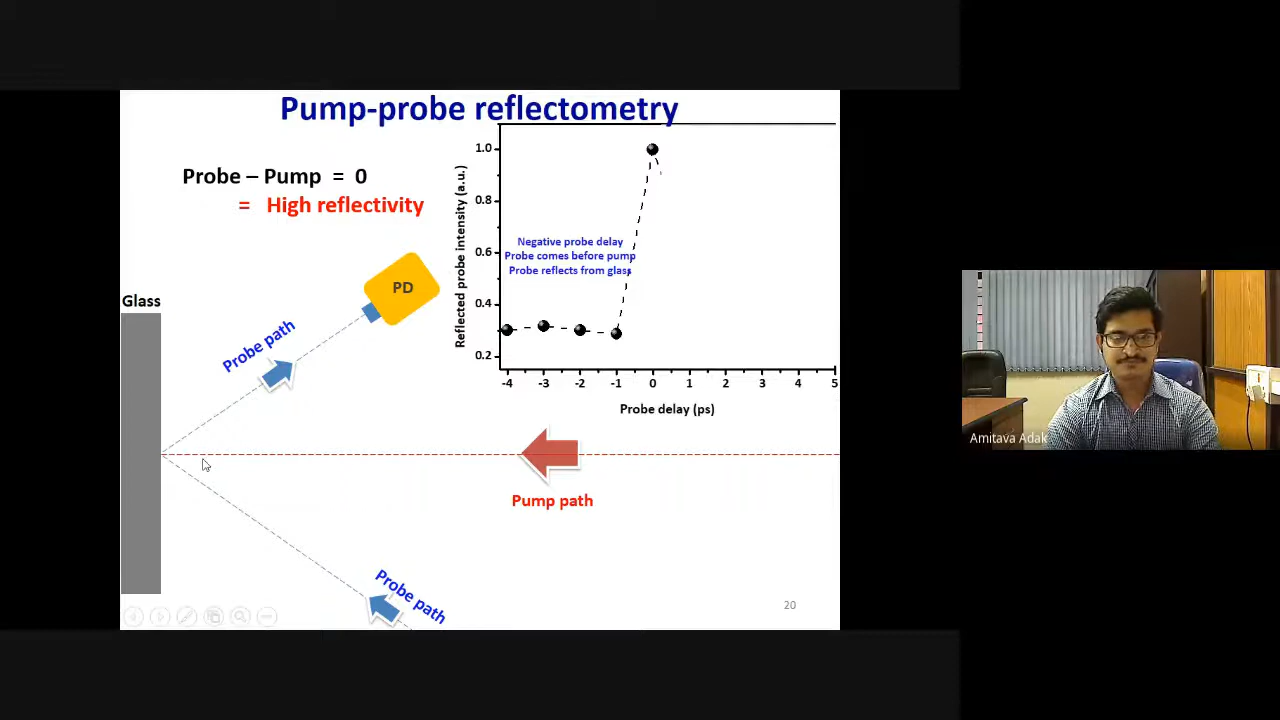 Pump-probe reflectometry
Probe – Pump = 0
= High reflectivity
PD
Glass
Probe path
Pump path
Probe path
Reflected probe intensity (a.u.)
1.0
0.8
0.6
0.4
0.2
Negative probe delay
Probe comes before pump
Probe reflects from glass
-4 -3 -2 -1 0 1 2 3 4 5
Probe delay (ps)
20
Amitava Adak